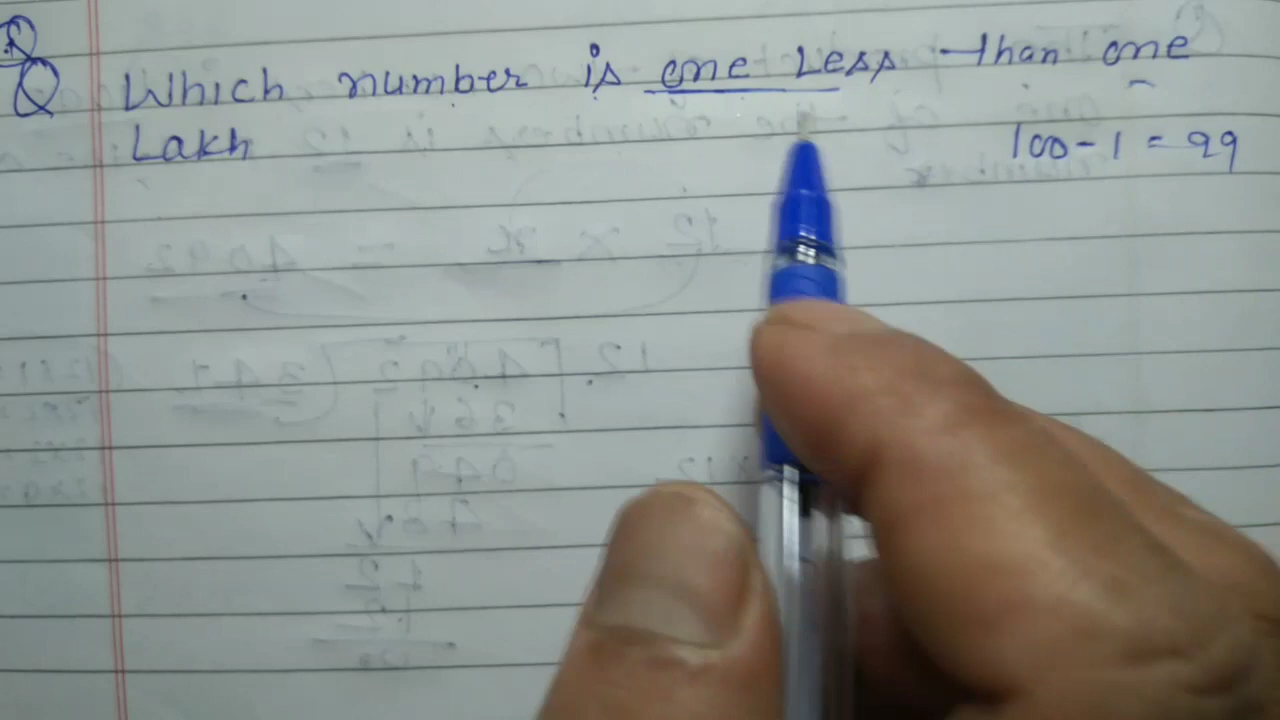 Q Which number is one Less than one
Lakh
100 - 1 = 99